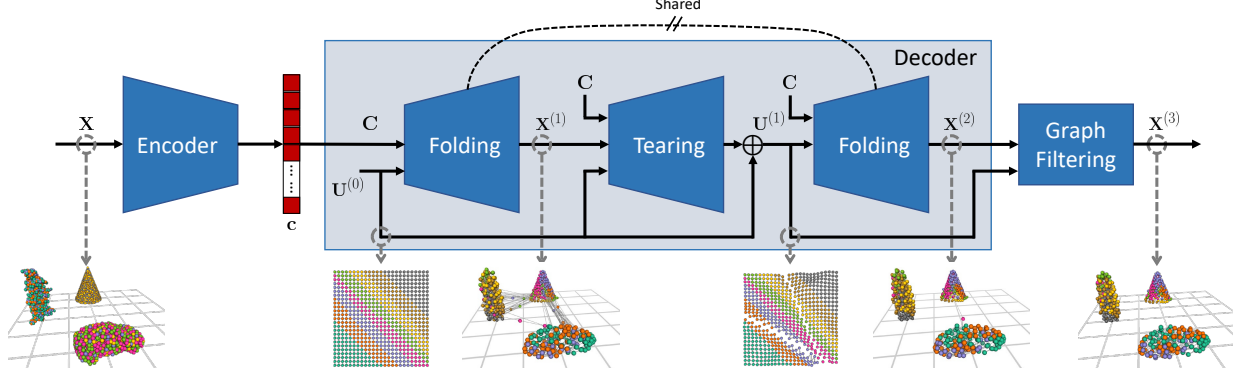 Shared
Decoder
X
Encoder
c
C
U^{(0)}
Folding
X^{(1)}
C
Tearing
U^{(1)}
C
Folding
X^{(2)}
Graph
Filtering
X^{(3)}